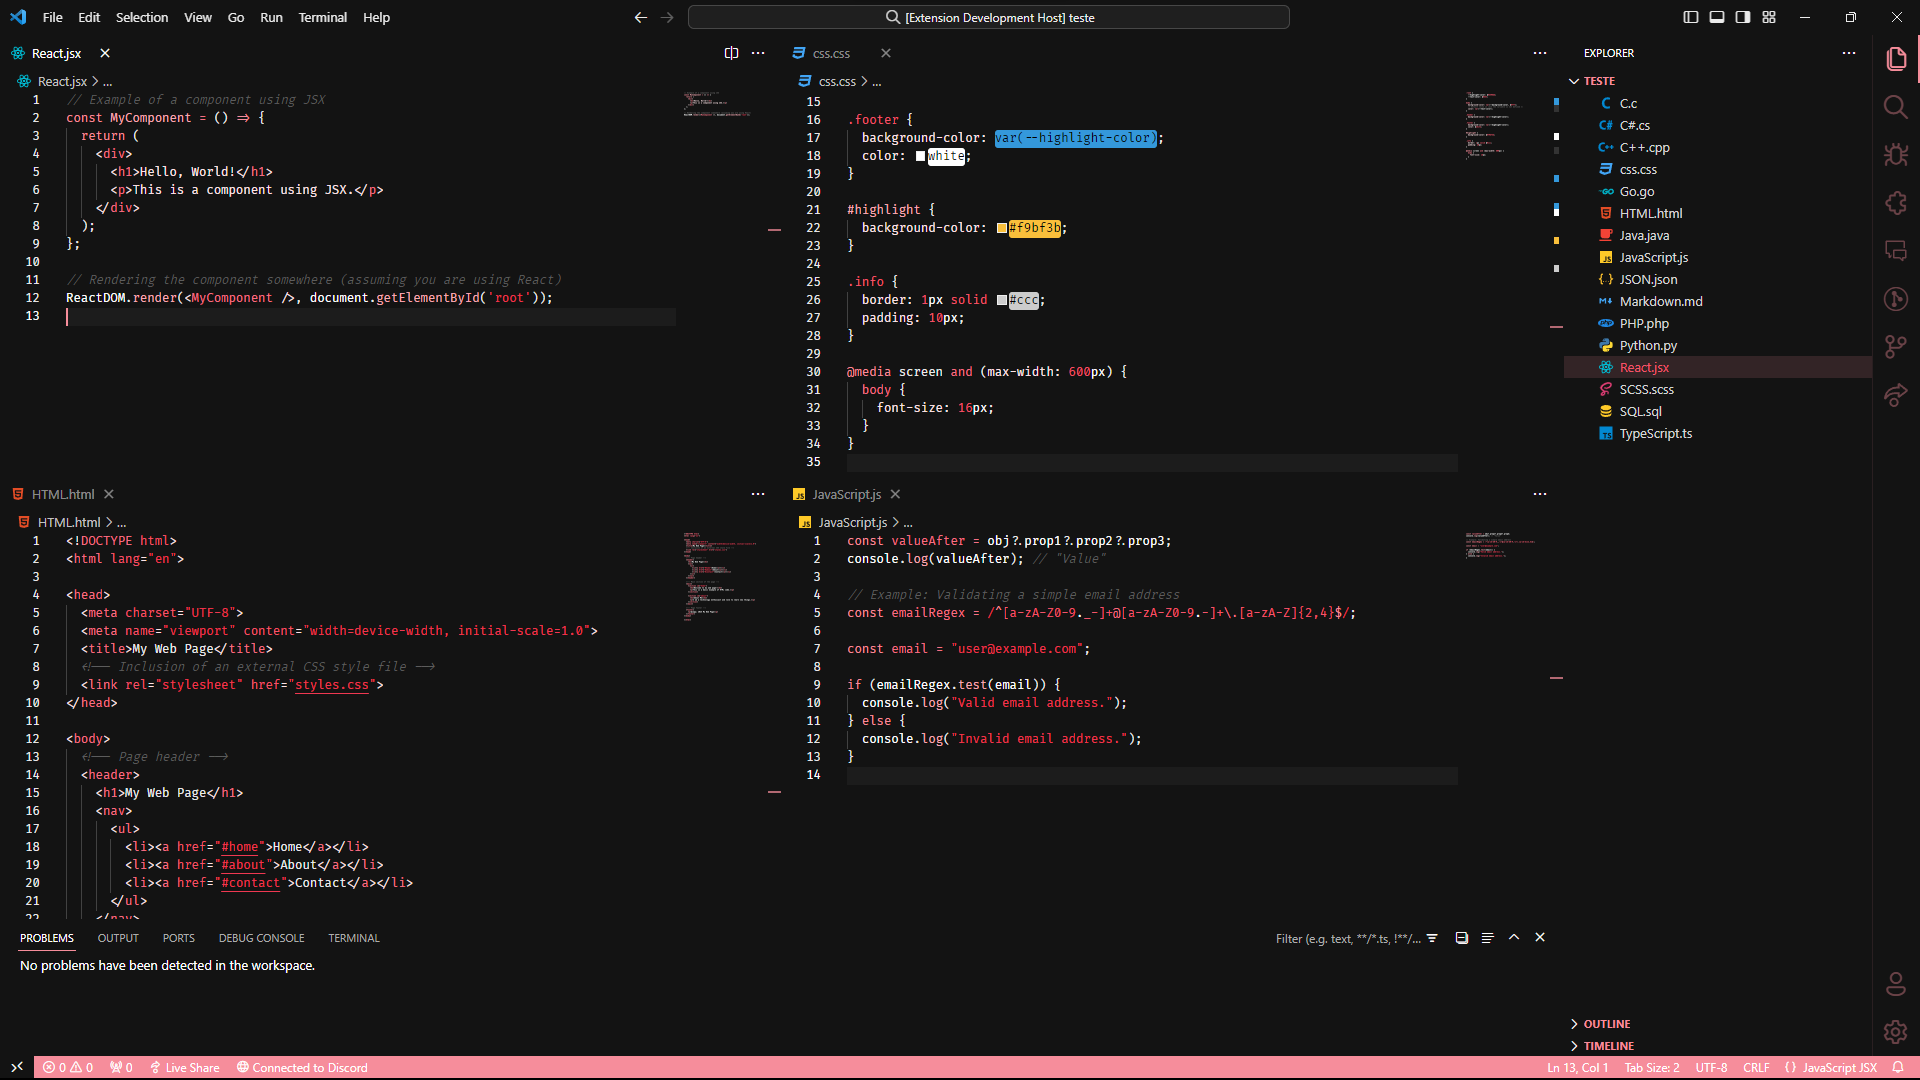 File Edit Selection View Go Run Terminal Help
[Extension Development Host] teste
React.jsx
React.jsx > ...
1 // Example of a component using JSX
2 const MyComponent = () => {
3 return (
4 <div>
5 <h1>Hello, World!</h1>
6 <p>This is a component using JSX.</p>
7 </div>
8 );
9 };
10
11 // Rendering the component somewhere (assuming you are using React)
12 ReactDOM.render(<MyComponent />, document.getElementById('root'));
13
css.css
css.css > ...
15
16 .footer {
17 background-color: var(--highlight-color);
18 color: white;
19 }
20
21 #highlight {
22 background-color: #f9bf3b;
23 }
24
25 .info {
26 border: 1px solid #ccc;
27 padding: 10px;
28 }
29
30 @media screen and (max-width: 600px) {
31 body {
32 font-size: 16px;
33 }
34 }
35
HTML.html
HTML.html > ...
1 <!DOCTYPE html>
2 <html lang="en">
3
4 <head>
5 <meta charset="UTF-8">
6 <meta name="viewport" content="width=device-width, initial-scale=1.0">
7 <title>My Web Page</title>
8 <!-- Inclusion of an external CSS style file -->
9 <link rel="stylesheet" href="styles.css">
10 </head>
11
12 <body>
13 <!-- Page header -->
14 <header>
15 <h1>My Web Page</h1>
16 <nav>
17 <ul>
18 <li><a href="#home">Home</a></li>
19 <li><a href="#about">About</a></li>
20 <li><a href="#contact">Contact</a></li>
21 </ul>
22 </nav>
JavaScript.js
JavaScript.js > ...
1 const valueAfter = obj?.prop1?.prop2?.prop3;
2 console.log(valueAfter); // "Value"
3
4 // Example: Validating a simple email address
5 const emailRegex = /^[a-zA-Z0-9._-]+@[a-zA-Z0-9.-]+\.[a-zA-Z]{2,4}$/;
6
7 const email = "user@example.com";
8
9 if (emailRegex.test(email)) {
10 console.log("Valid email address.");
11 } else {
12 console.log("Invalid email address.");
13 }
14
EXPLORER
TESTE
C.c
C#.cs
C++.cpp
css.css
Go.go
HTML.html
Java.java
JavaScript.js
JSON.json
Markdown.md
PHP.php
Python.py
React.jsx
SCSS.scss
SQL.sql
TypeScript.ts
OUTLINE
TIMELINE
PROBLEMS OUTPUT PORTS DEBUG CONSOLE TERMINAL
Filter (e.g. text, **/*.ts, !**/...
No problems have been detected in the workspace.
0 0 0 Live Share Connected to Discord
Ln 13, Col 1 Tab Size: 2 UTF-8 CRLF {} JavaScript JSX